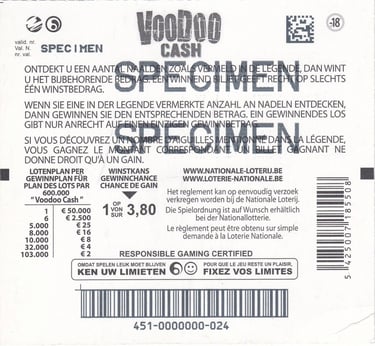 VOODOO
CASH
-18
valid. nr.
Val. N.
nr. val.
SPECIMEN
ONTDEKT U EEN AANTAL NAALDEN ZOALS VERMELD IN DE LEGENDE, DAN WINT
U HET BIJBEHORENDE BEDRAG. EEN WINNEND BILJET GEEFT RECHT OP SLECHTS
ÉÉN WINSTBEDRAG.
SPECIMEN
WENN SIE EINE IN DER LEGENDE VERMERKTE ANZAHL AN NADELN ENTDECKEN,
DANN GEWINNEN SIE DEN ENTSPRECHENDEN BETRAG. EIN GEWINNENDES LOS
GIBT NUR ANRECHT AUF EINEN EINZIGEN GEWINNBETRAG.
SPECIMEN
SI VOUS DÉCOUVREZ UN NOMBRE D'AIGUILLES MENTIONNÉ DANS LA LÉGENDE,
VOUS GAGNEZ LE MONTANT CORRESPONDANT. UN BILLET GAGNANT NE
DONNE DROIT QU'À UN GAIN.
LOTENPLAN PER
GEWINNPLAN FÜR
PLAN DES LOTS PAR
600.000
"Voodoo Cash"
1 € 50.000
6 € 2.500
5.000 € 25
8.000 € 16
10.000 € 8
32.000 € 4
103.000 € 2
WINSTKANS
GEWINNCHANCE
CHANCE DE GAIN
1 OP VON SUR 3,80
WWW.NATIONALE-LOTERIJ.BE
WWW.LOTERIE-NATIONALE.BE
Het reglement kan op eenvoudig verzoek
verkregen worden bij de Nationale Loterij.
Die Spielordnung ist auf Wunsch erhältlich
bei der Nationallotterie.
Le règlement peut être obtenu sur simple
demande à la Loterie Nationale.
RESPONSIBLE GAMING CERTIFIED
OMDAT SPELEN LEUK MOET BLIJVEN
KEN UW LIMIETEN
POUR QUE LE JEU RESTE UN PLAISIR,
FIXEZ VOS LIMITES
5 425007 185508
451-0000000-024